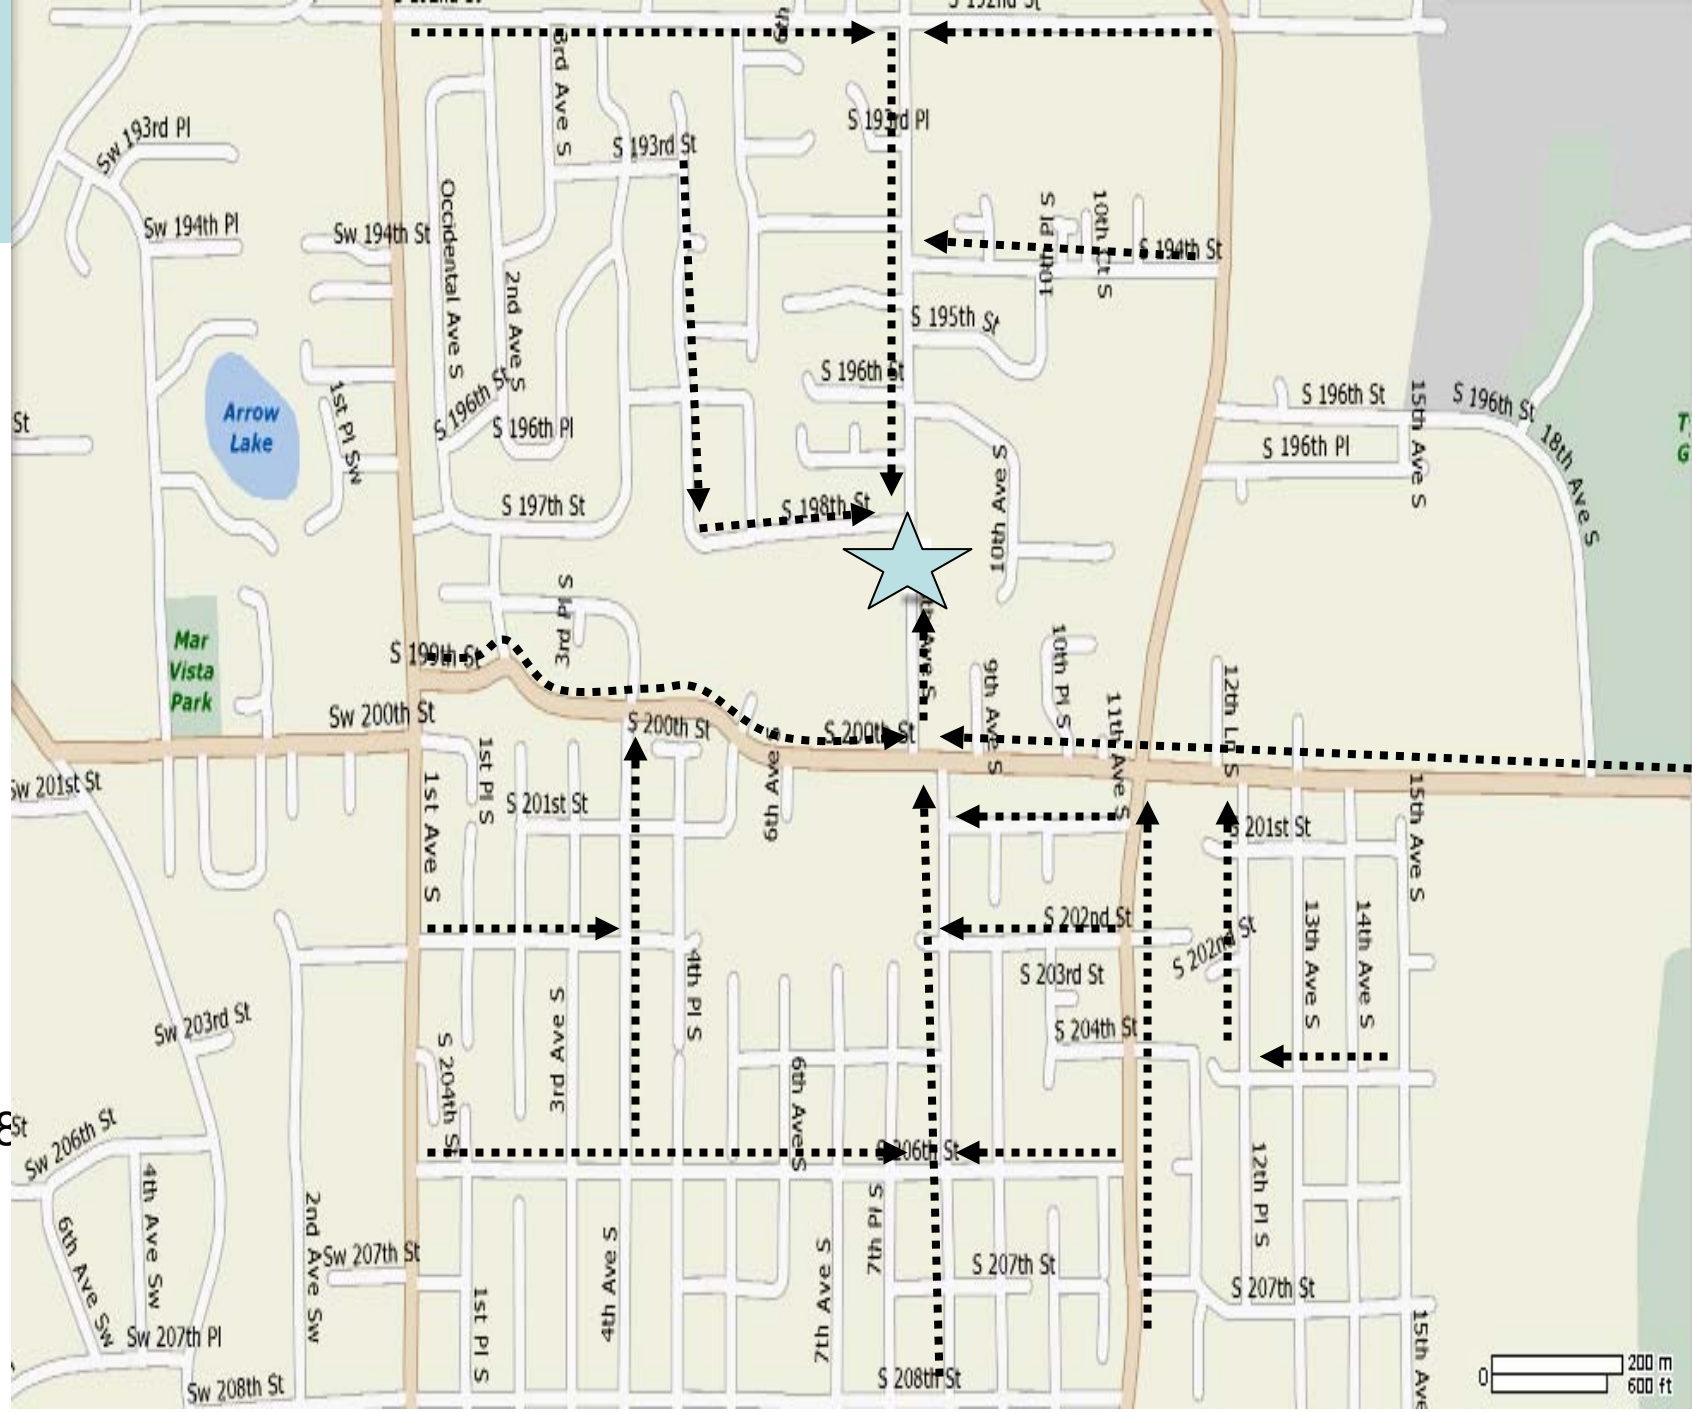 S 192nd St
3rd Ave S
6th
S 193rd Pl
Sw 193rd Pl
S 193rd St
Sw 194th Pl
Sw 194th St
Occidental Ave S
10th Pl S
10th Ct S
S 194th St
2nd Ave S
S 195th St
S 196th St
Arrow
Lake
1st Pl Sw
S 196th St
S 196th Pl
S 196th St
15th Ave S
S 196th St
S 196th Pl
18th Ave S
St
T
G
S 197th St
S 198th St
10th Ave S
3rd Pl S
Mar
Vista
Park
S 199th St
Ave S
9th Ave S
10th Pl S
11th Ave S
12th Ln S
Sw 200th St
S 200th St
S 200th St
6th Ave S
1st Pl S
1st Ave S
Sw 201st St
S 201st St
S 201st St
15th Ave S
S 202nd St
S 202nd St
13th Ave S
14th Ave S
4th Pl S
S 203rd St
3rd Ave S
Sw 203rd St
S 204th St
S 204th St
6th Ave S
8
St
Sw 206th St
S 206th St
4th Ave Sw
6th Ave Sw
2nd Ave Sw
7th Pl S
12th Pl S
4th Ave S
7th Ave S
Sw 207th St
S 207th St
S 207th St
1st Pl S
Sw 207th Pl
15th Ave
Sw 208th St
S 208th St
0
200 m
600 ft